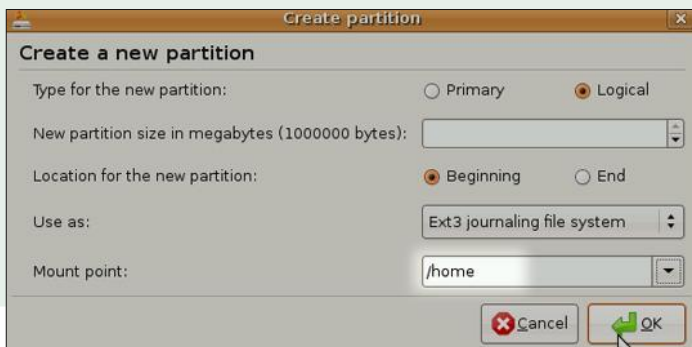 Create partition
Create a new partition
Type for the new partition: Primary Logical
New partition size in megabytes (1000000 bytes):
Location for the new partition: Beginning End
Use as: Ext3 journaling file system
Mount point: /home
Cancel OK